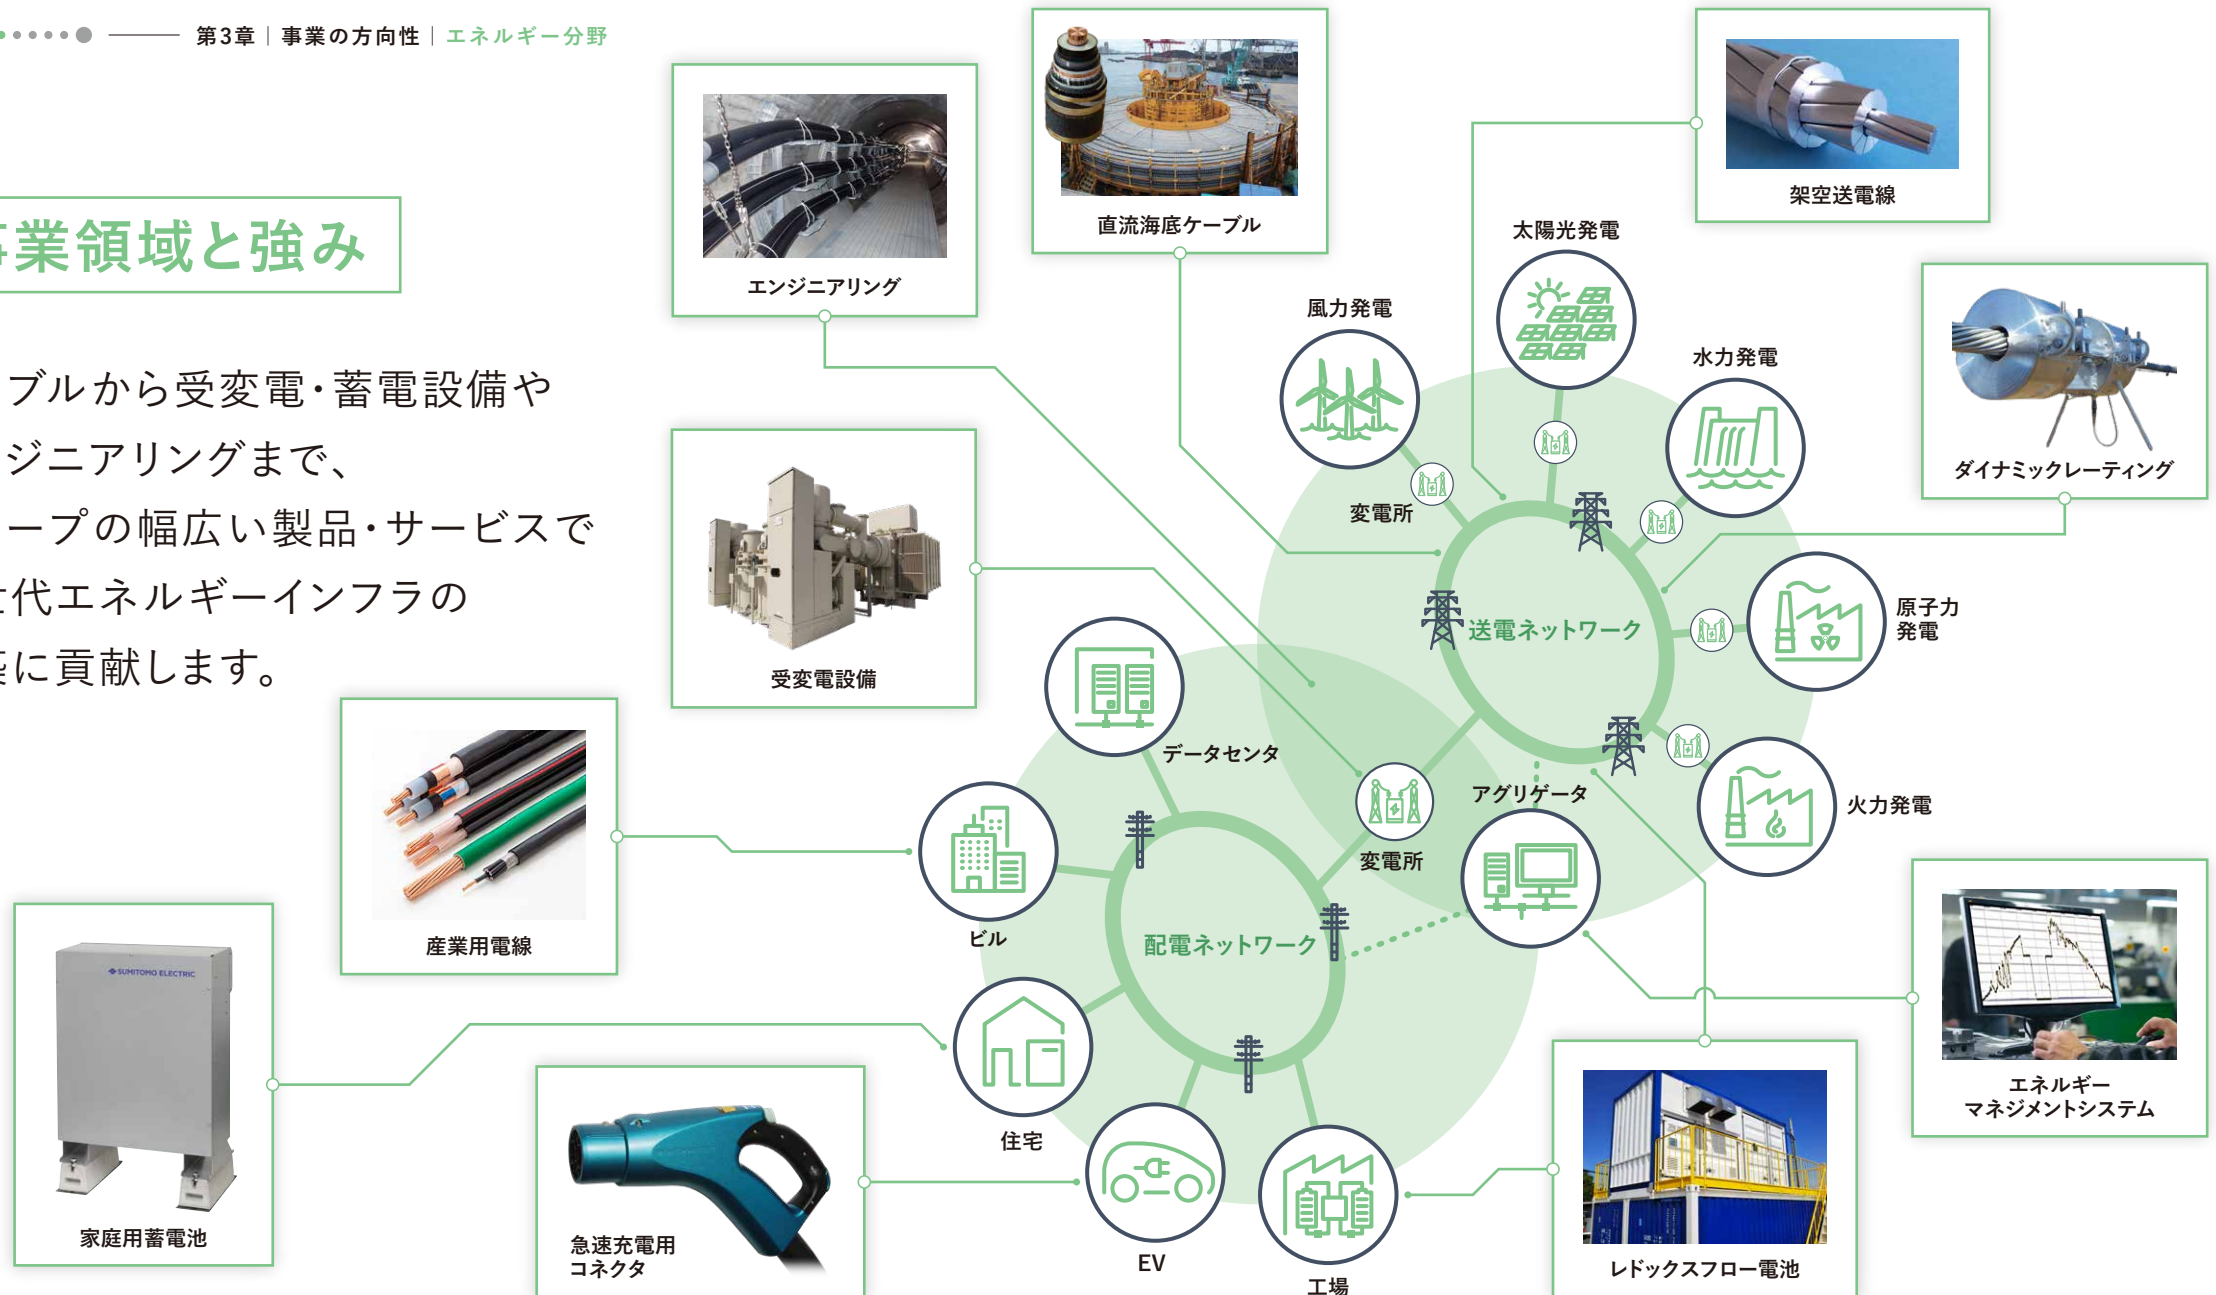 第3章｜事業の方向性｜エネルギー分野
業領域と強み
ブルから受変電・蓄電設備や
ジニアリングまで、
ープの幅広い製品・サービスで
代エネルギーインフラの
に貢献します。
エンジニアリング
直流海底ケーブル
架空送電線
太陽光発電
風力発電
水力発電
ダイナミックレーティング
変電所
送電ネットワーク
原子力
発電
受変電設備
データセンタ
アグリゲータ
火力発電
変電所
産業用電線
ビル
配電ネットワーク
SUMITOMO ELECTRIC
家庭用蓄電池
住宅
急速充電用
コネクタ
EV
工場
エネルギー
マネジメントシステム
レドックスフロー電池